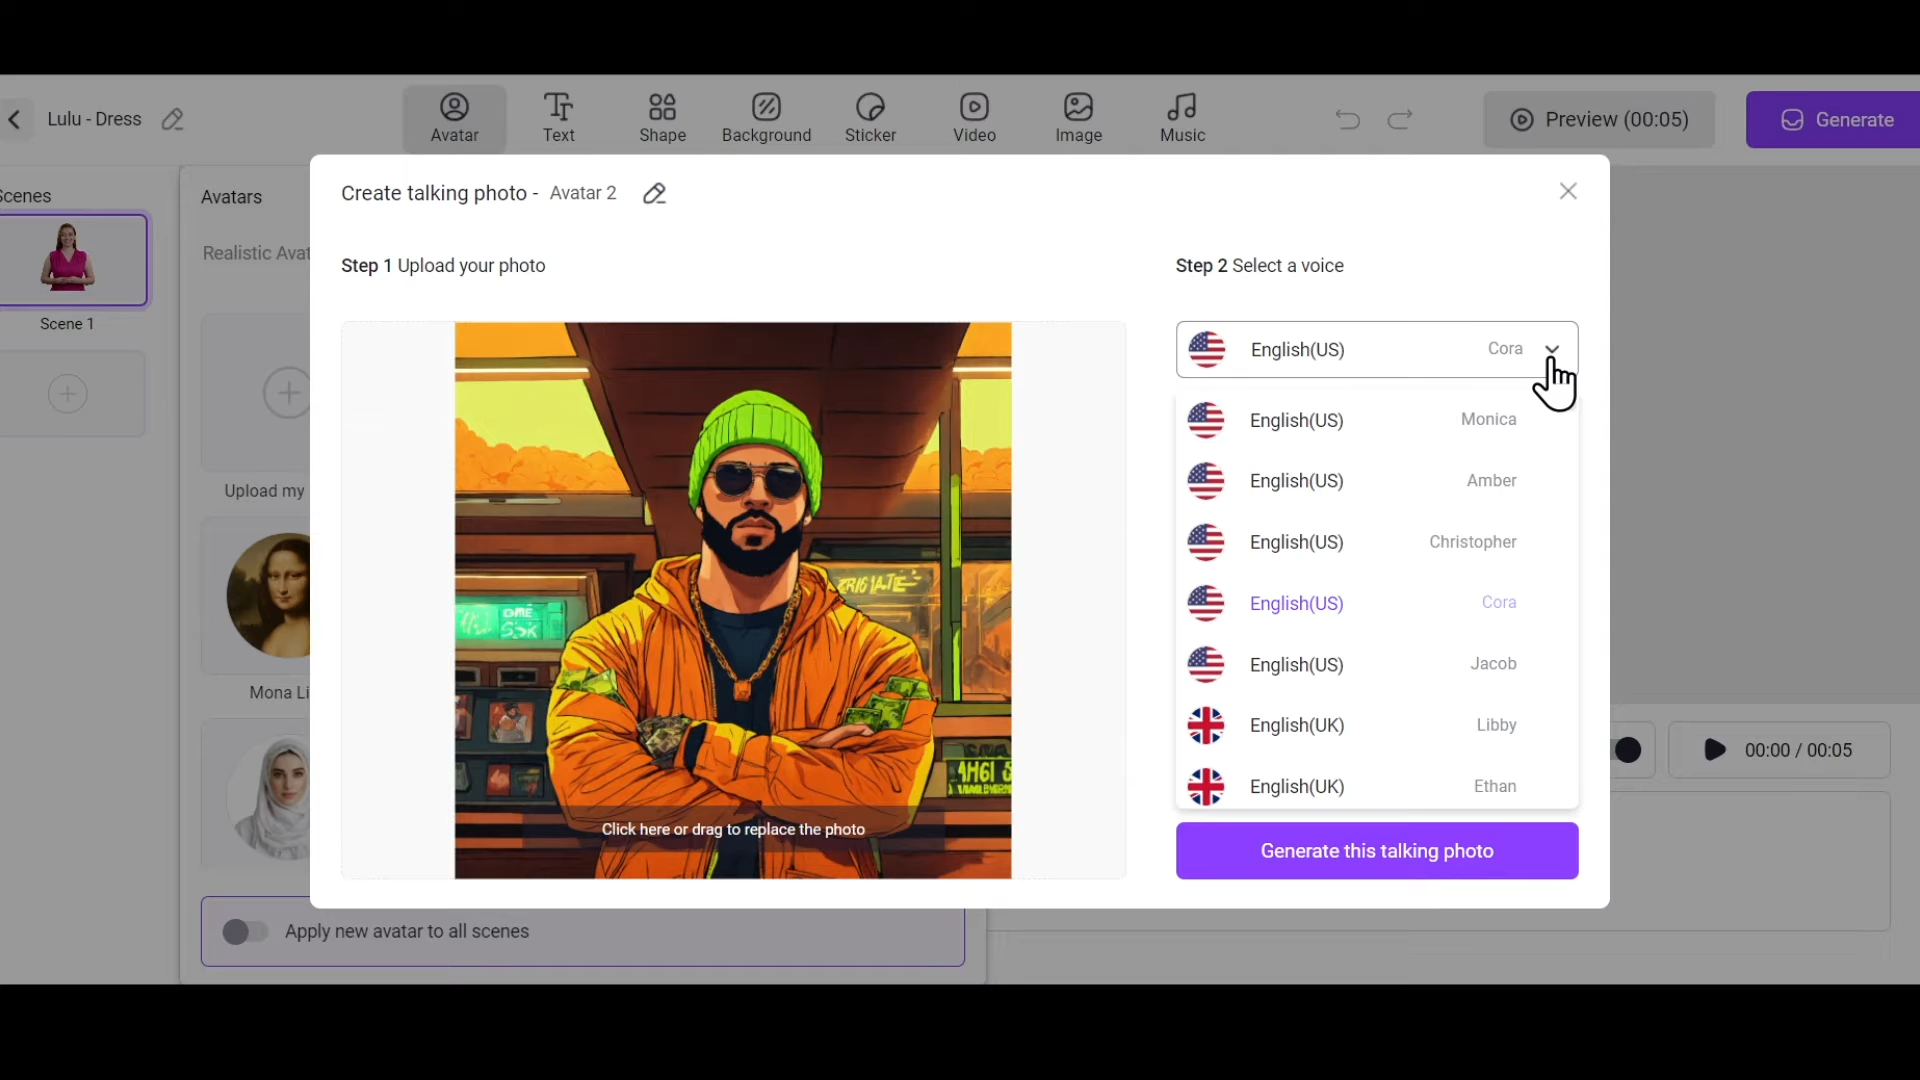 Lulu - Dress
Avatar
Text
Shape
Background
Sticker
Video
Image
Music
Preview (00:05)
Generate
Scenes
Scene 1
Avatars
Realistic Avat
Upload my
Mona Li
Create talking photo - Avatar 2
Step 1 Upload your photo
Click here or drag to replace the photo
Step 2 Select a voice
English(US) Cora
English(US) Monica
English(US) Amber
English(US) Christopher
English(US) Cora
English(US) Jacob
English(UK) Libby
English(UK) Ethan
Generate this talking photo
00:00 / 00:05
Apply new avatar to all scenes